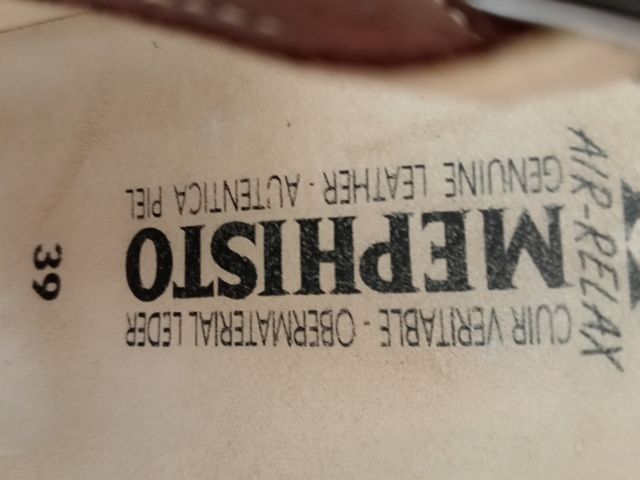 CUIR VERITABLE - OBERMATERIAL LEDER
MEPHISTO
GENUINE LEATHER - AUTENTICA PIEL
AIR-RELAX
39